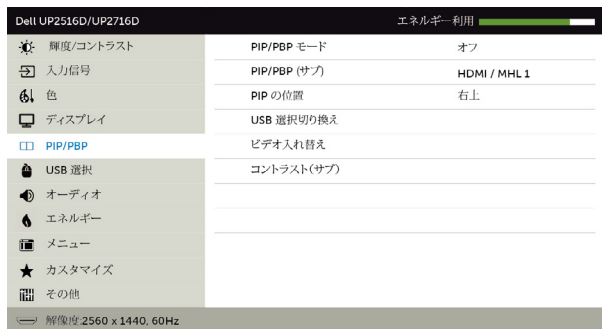 Dell UP2516D/UP2716D エネルギー利用
輝度/コントラスト PIP/PBP モード オフ
入力信号 PIP/PBP (サブ) HDMI / MHL 1
色 PIP の位置 右上
ディスプレイ USB 選択切り換え
PIP/PBP ビデオ入れ替え
USB 選択 コントラスト(サブ)
オーディオ
エネルギー
メニュー
カスタマイズ
その他
解像度:2560 x 1440, 60Hz